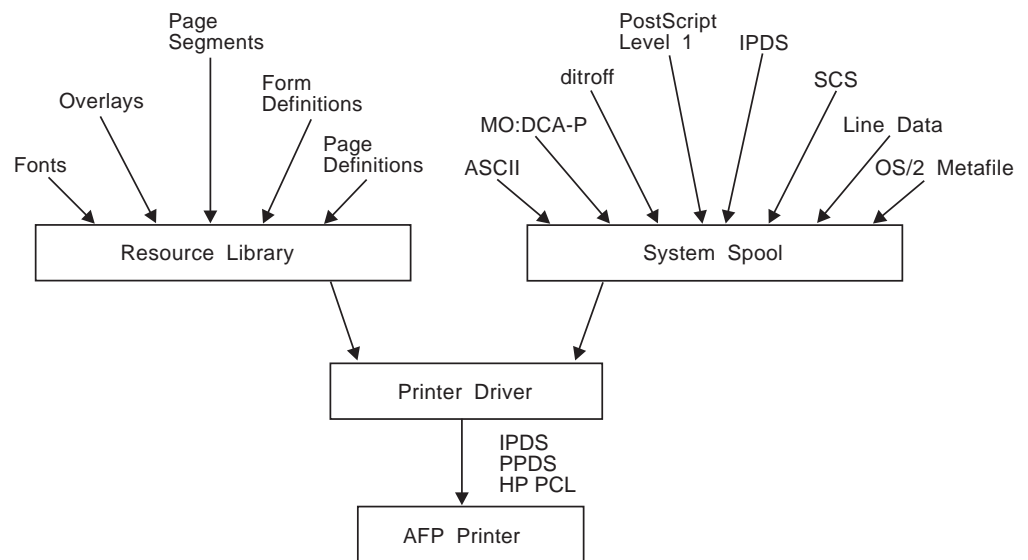 Page
Segments
PostScript
Level 1
IPDS
ditroff
SCS
Form
Definitions
Overlays
MO:DCA-P
Line Data
Page
Definitions
Fonts
ASCII
OS/2 Metafile
Resource Library
System Spool
Printer Driver
IPDS
PPDS
HP PCL
AFP Printer